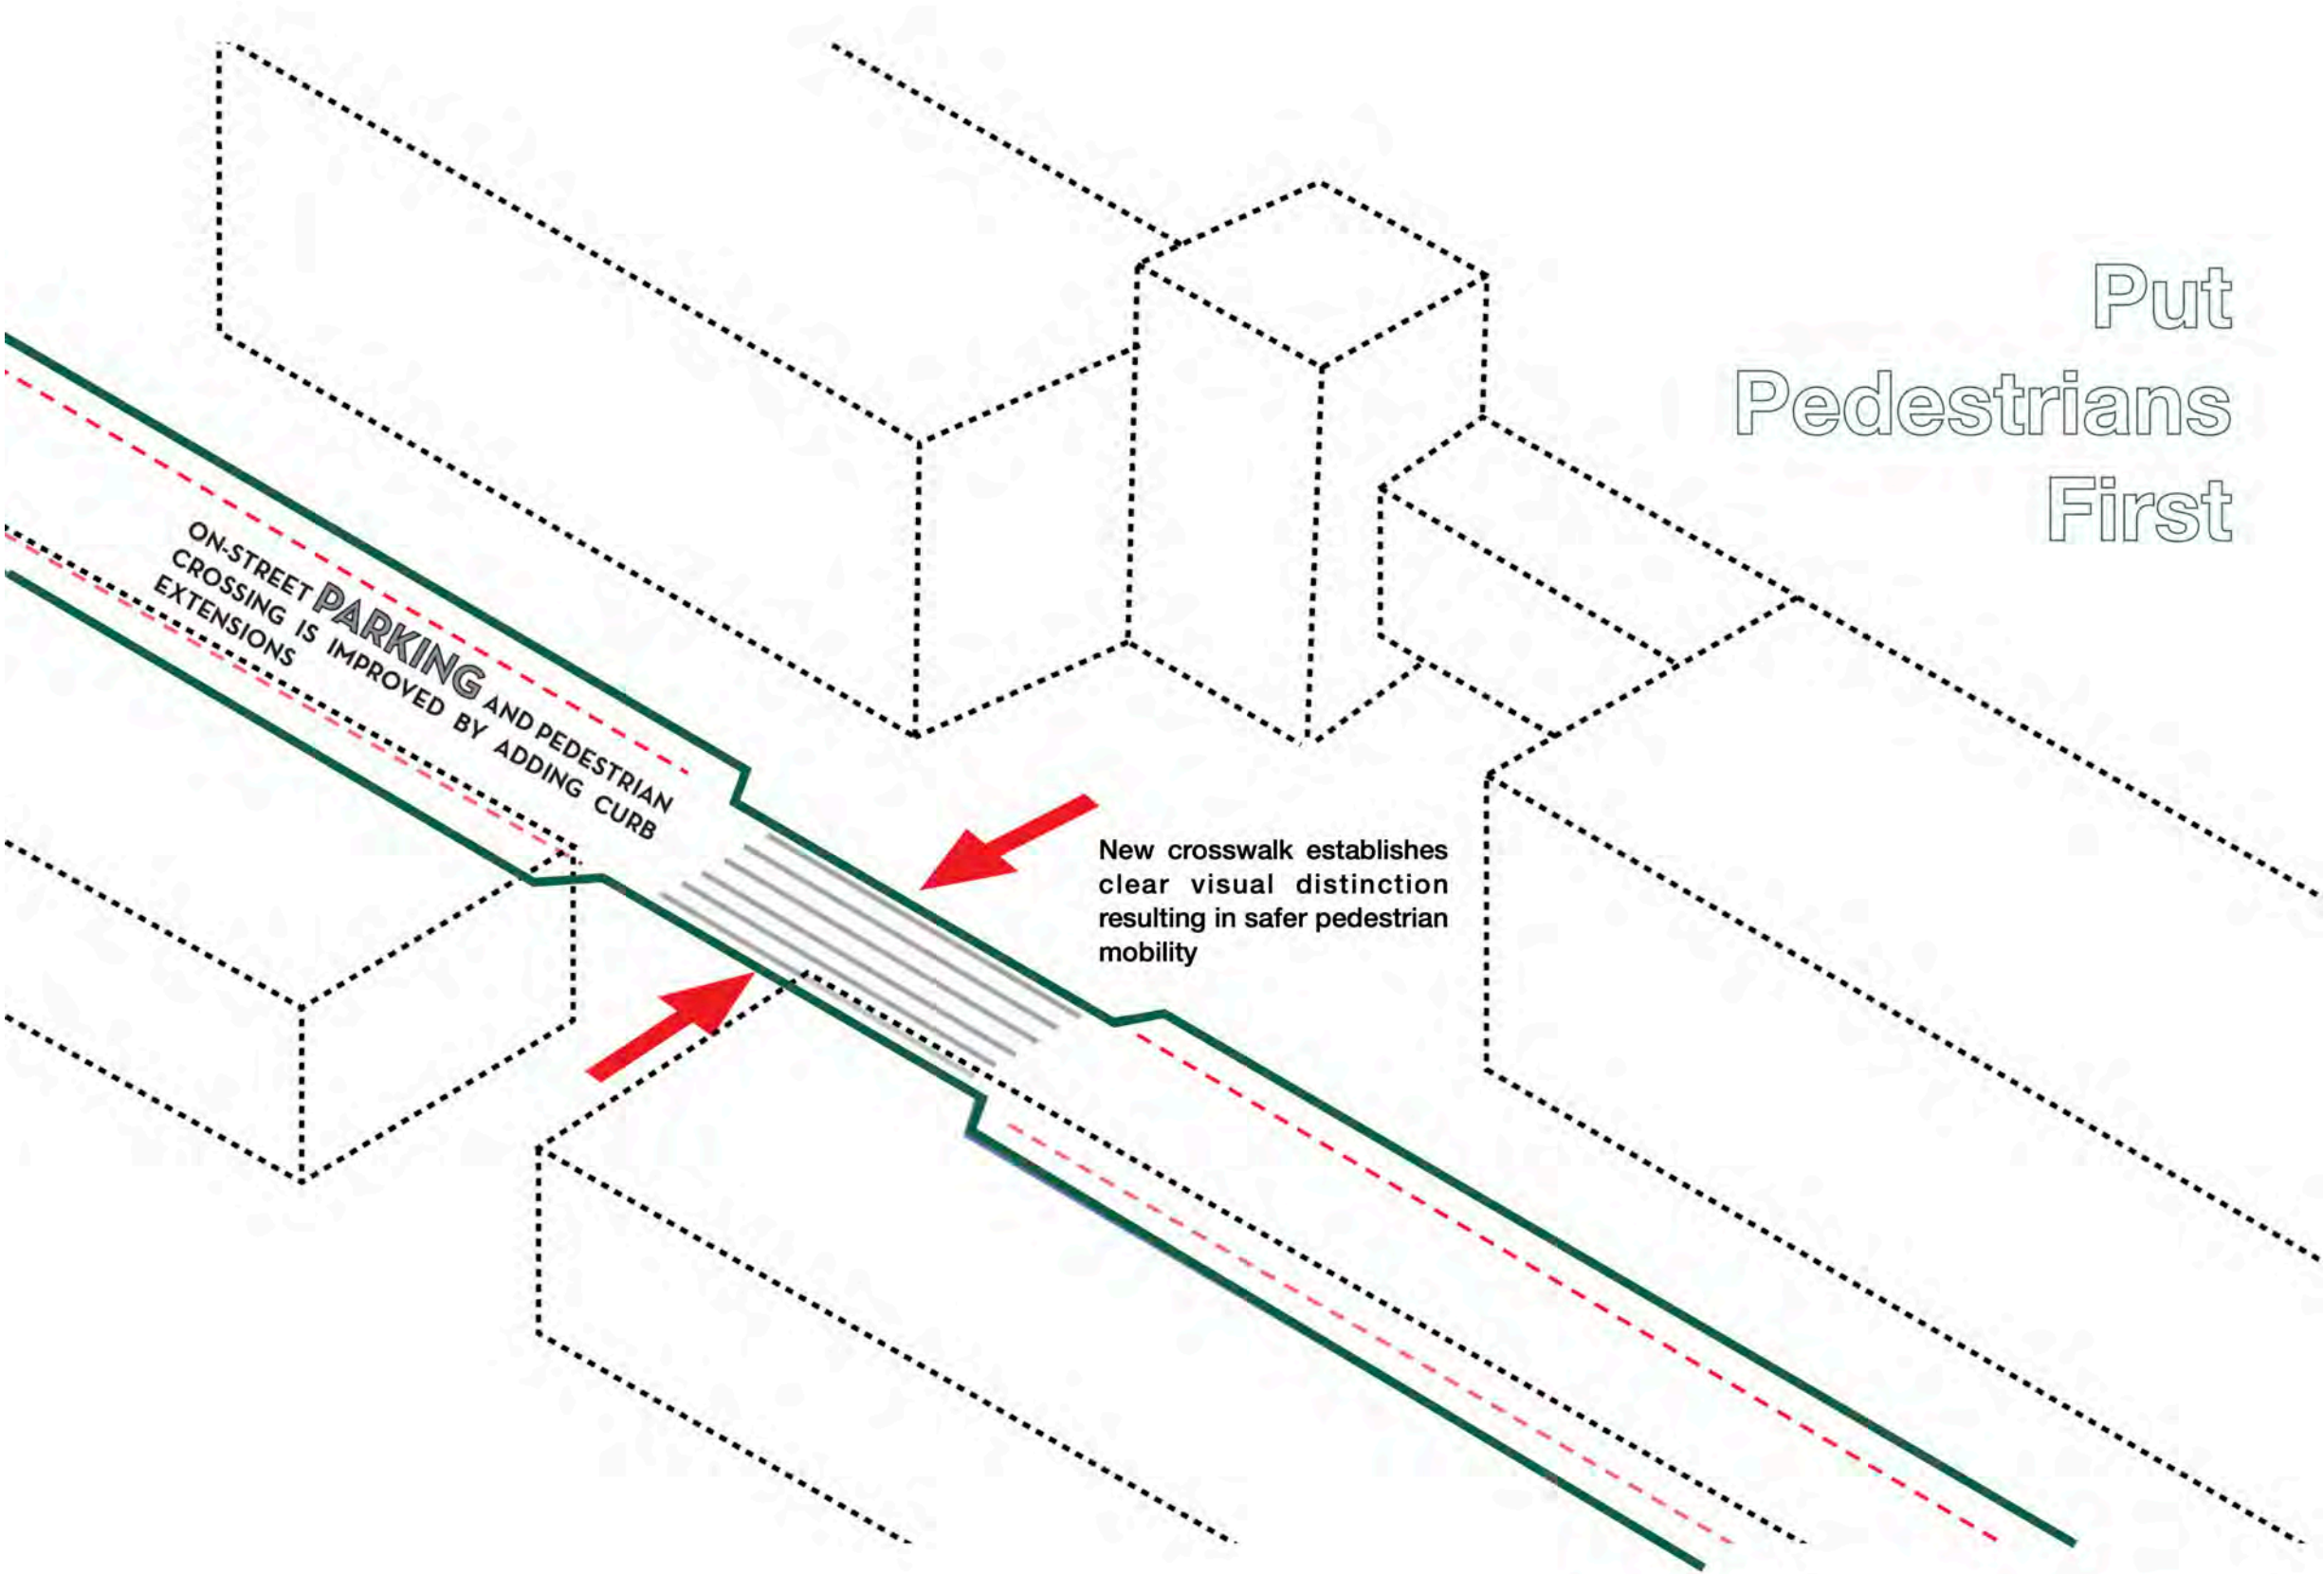 Put
Pedestrians
First
ON-STREET PARKING AND PEDESTRIAN
CROSSING IS IMPROVED BY ADDING CURB
EXTENSIONS
New crosswalk establishes
clear visual distinction
resulting in safer pedestrian
mobility